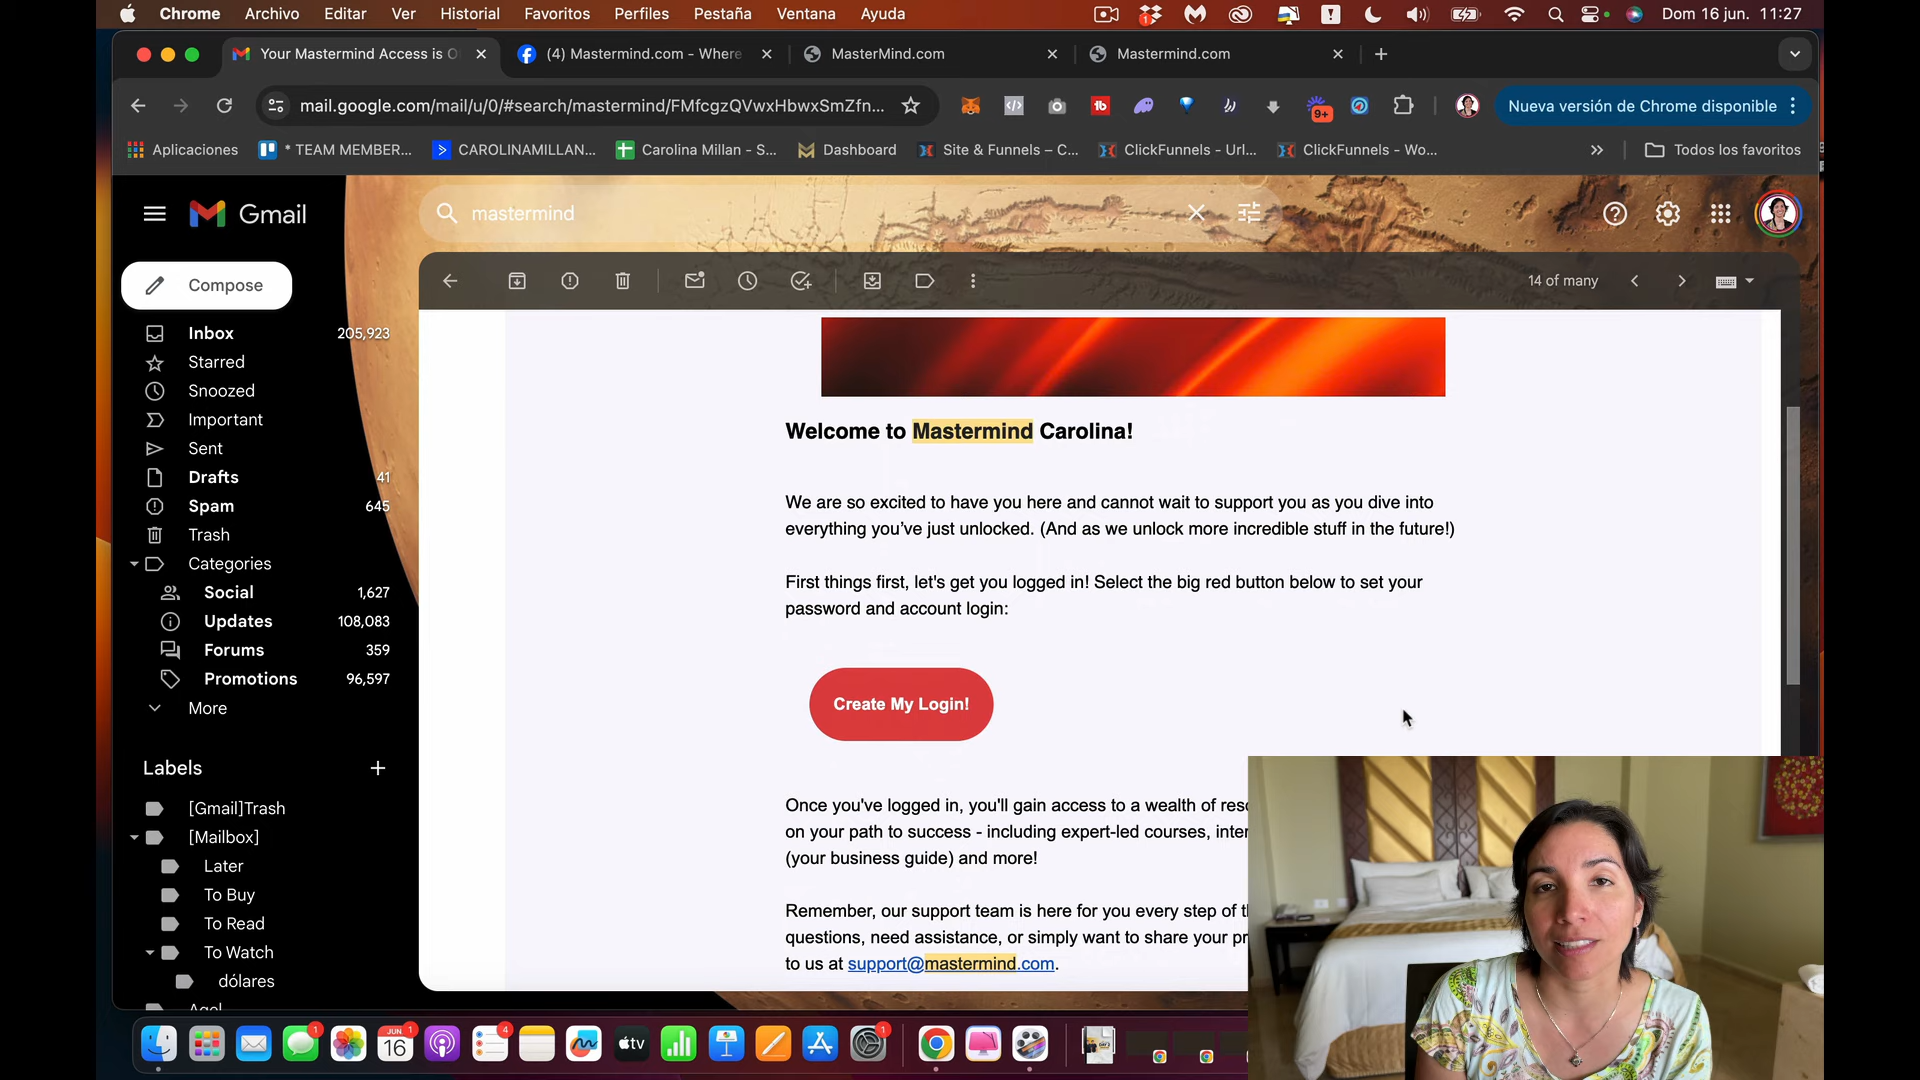 Chrome Archivo Editar Ver Historial Favoritos Perfiles Pestaña Ventana Ayuda
Dom 16 jun. 11:27
Your Mastermind Access is O
(4) Mastermind.com - Where
MasterMind.com
Mastermind.com
mail.google.com/mail/u/0/#search/mastermind/FMfcgzQVwxHbwxSmZfn...
9+
Nueva versión de Chrome disponible
Aplicaciones
* TEAM MEMBER...
CAROLINAMILLAN...
Carolina Millan - S...
Dashboard
Site & Funnels – C...
ClickFunnels - Url...
ClickFunnels - Wo...
Todos los favoritos
Gmail
mastermind
Compose
14 of many
Inbox 205,923
Starred
Snoozed
Important
Sent
Drafts 41
Spam 645
Trash
Categories
Social 1,627
Updates 108,083
Forums 359
Promotions 96,597
More
Labels
[Gmail]Trash
[Mailbox]
Later
To Buy
To Read
To Watch
dólares
Welcome to Mastermind Carolina!
We are so excited to have you here and cannot wait to support you as you dive into
everything you’ve just unlocked. (And as we unlock more incredible stuff in the future!)
First things first, let's get you logged in! Select the big red button below to set your
password and account login:
Create My Login!
Once you've logged in, you'll gain access to a wealth of reso
on your path to success - including expert-led courses, inter
(your business guide) and more!
Remember, our support team is here for you every step of th
questions, need assistance, or simply want to share your pr
to us at support@mastermind.com.
1
JUN.
16
1
4
tv
1